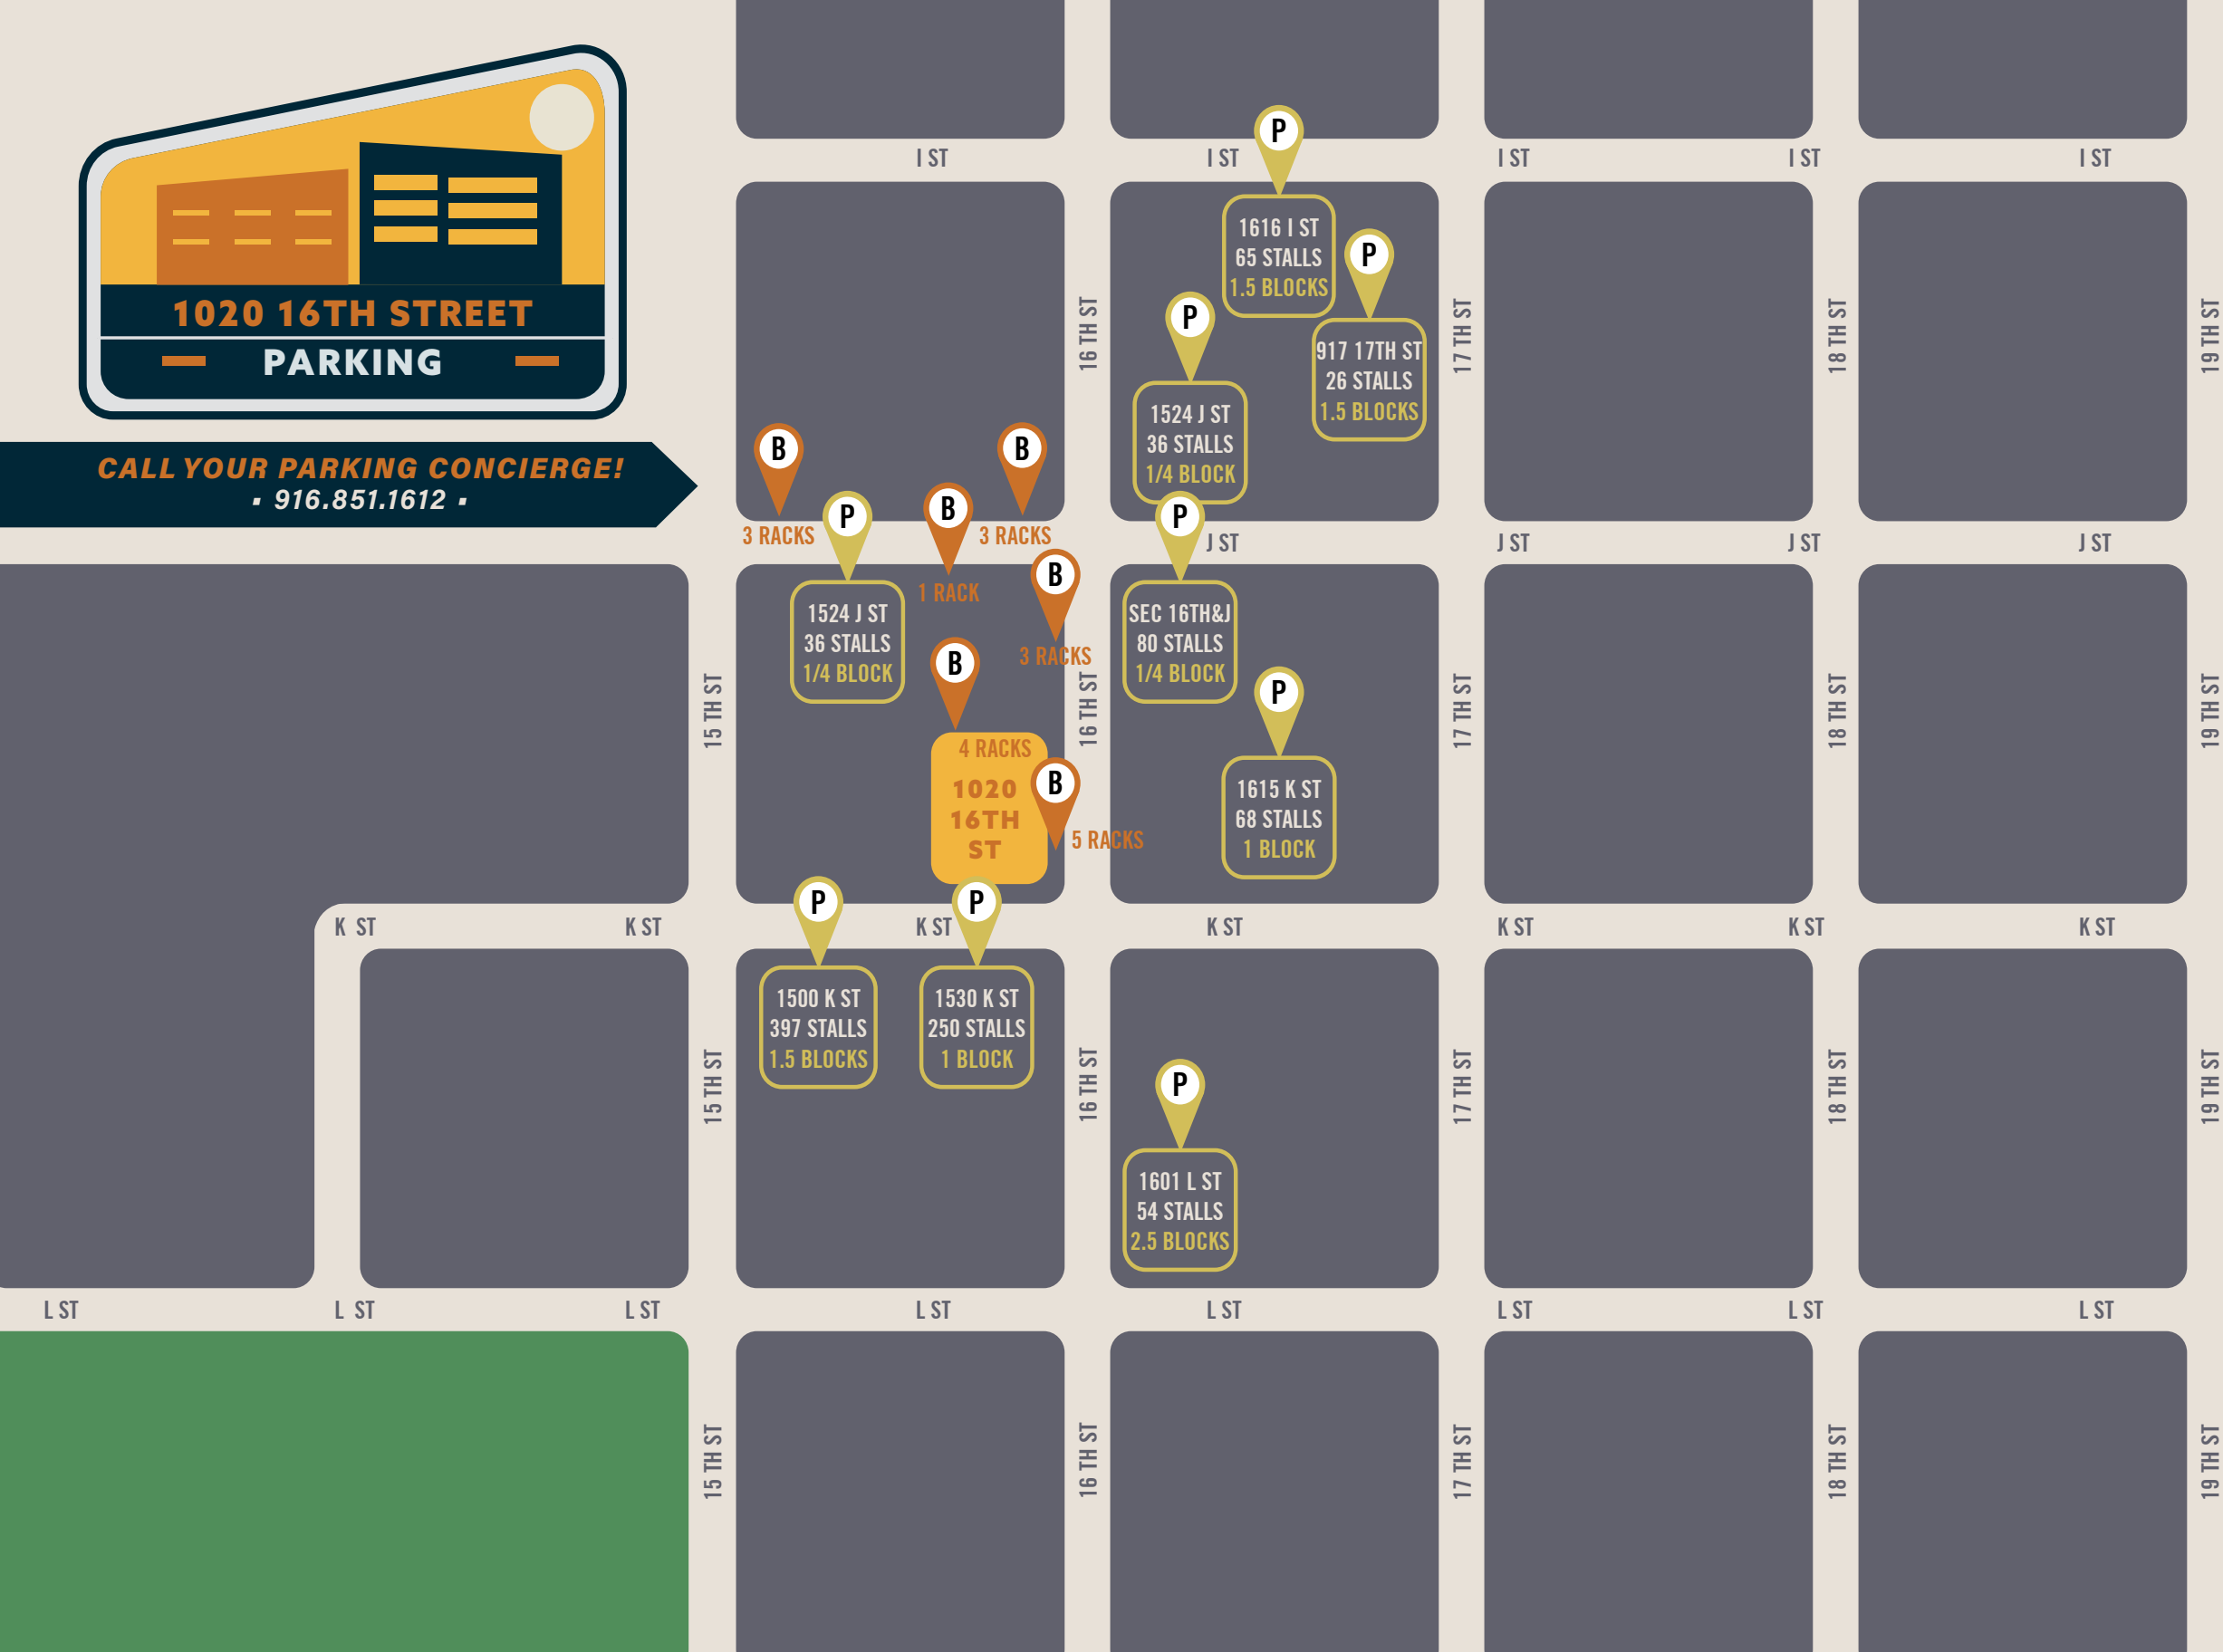 1020 16TH STREET
PARKING
CALL YOUR PARKING CONCIERGE!
· 916.851.1612 ·
I ST
I ST
I ST
I ST
I ST
P
1616 I ST
65 STALLS
1.5 BLOCKS
P
917 17TH ST
26 STALLS
1.5 BLOCKS
P
1524 J ST
36 STALLS
1/4 BLOCK
16 TH ST
17 TH ST
18 TH ST
19 TH ST
B
3 RACKS
B
3 RACKS
B
1 RACK
B
3 RACKS
J ST
J ST
J ST
J ST
P
1524 J ST
36 STALLS
1/4 BLOCK
P
SEC 16TH&J
80 STALLS
1/4 BLOCK
B
4 RACKS
1020
16TH
ST
B
5 RACKS
P
1615 K ST
68 STALLS
1 BLOCK
15 TH ST
16 TH ST
17 TH ST
18 TH ST
19 TH ST
K ST
K ST
K ST
K ST
K ST
K ST
K ST
P
1500 K ST
397 STALLS
1.5 BLOCKS
P
1530 K ST
250 STALLS
1 BLOCK
P
1601 L ST
54 STALLS
2.5 BLOCKS
15 TH ST
16 TH ST
17 TH ST
18 TH ST
19 TH ST
L ST
L ST
L ST
L ST
L ST
L ST
L ST
L ST
15 TH ST
16 TH ST
17 TH ST
18 TH ST
19 TH ST